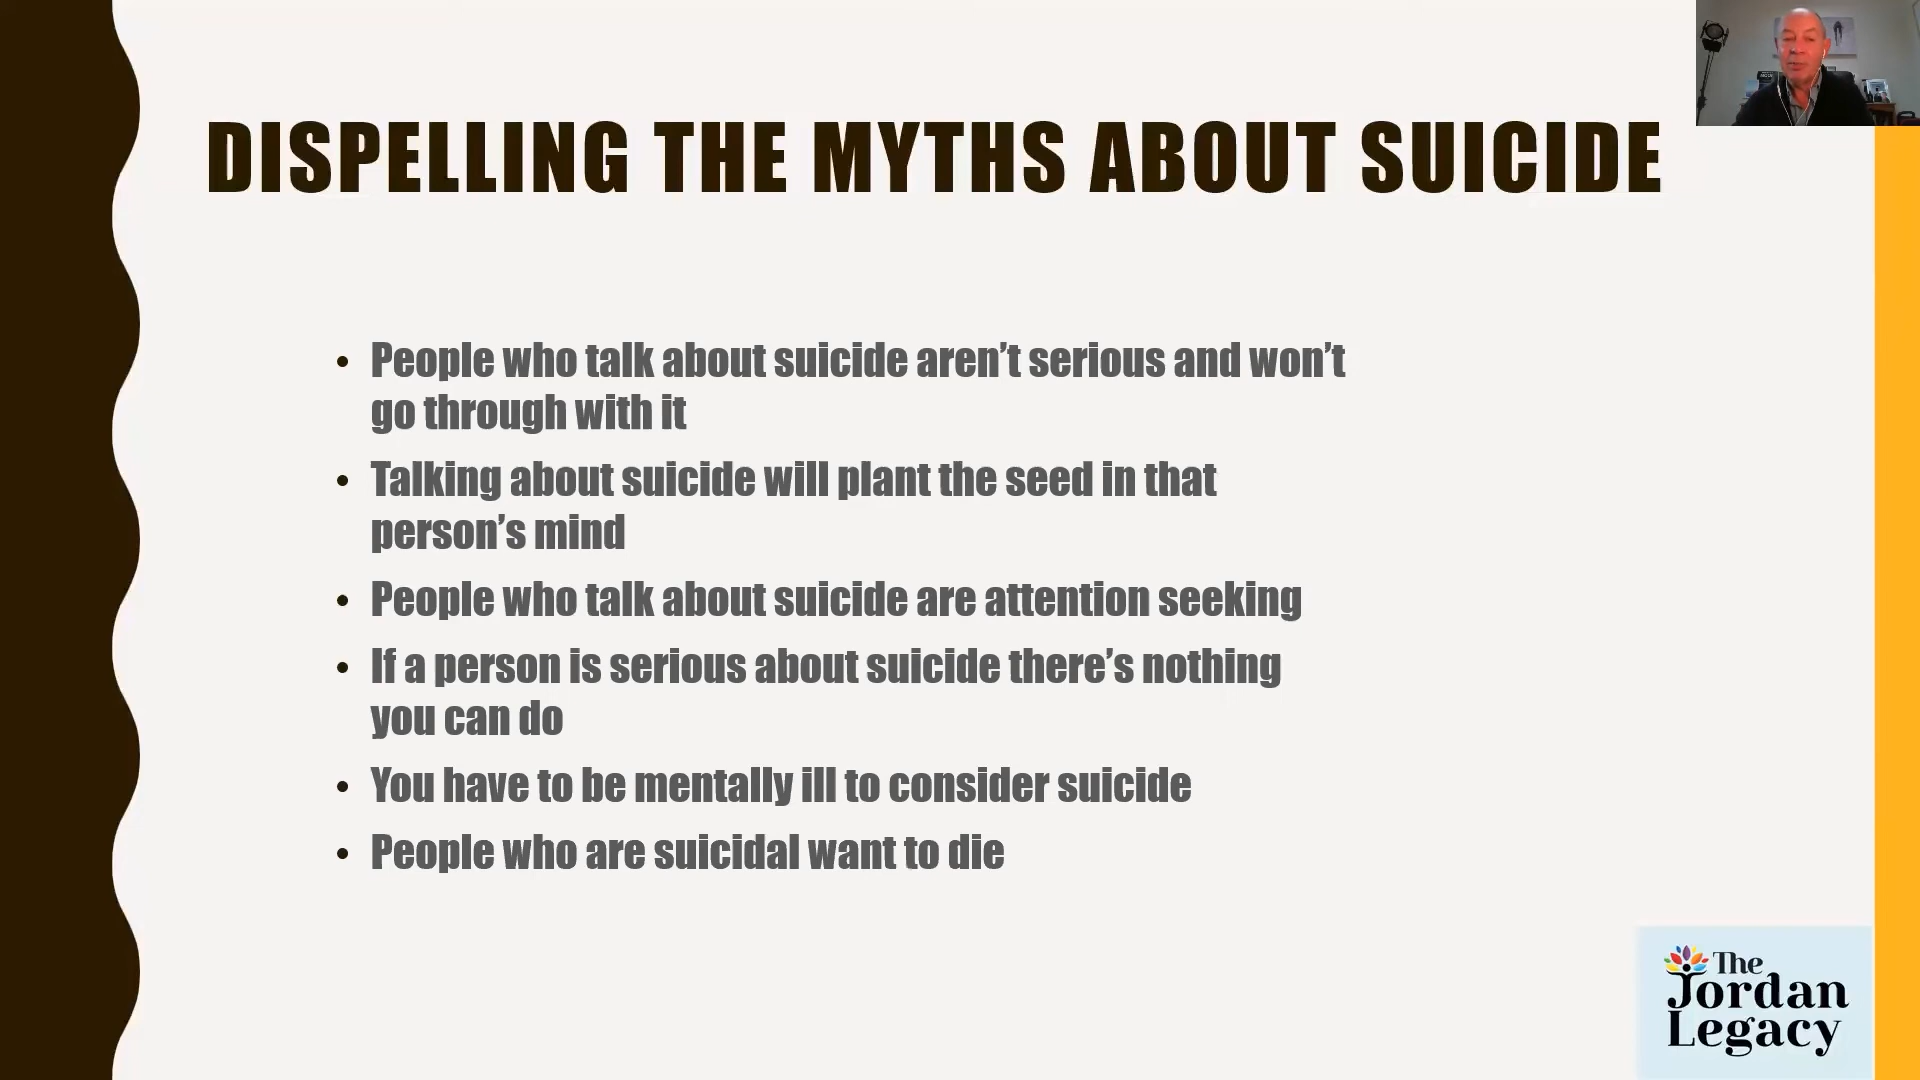 DISPELLING THE MYTHS ABOUT SUICIDE
• People who talk about suicide aren’t serious and won’t
go through with it
• Talking about suicide will plant the seed in that
person’s mind
• People who talk about suicide are attention seeking
• If a person is serious about suicide there’s nothing
you can do
• You have to be mentally ill to consider suicide
• People who are suicidal want to die
The
Jordan
Legacy